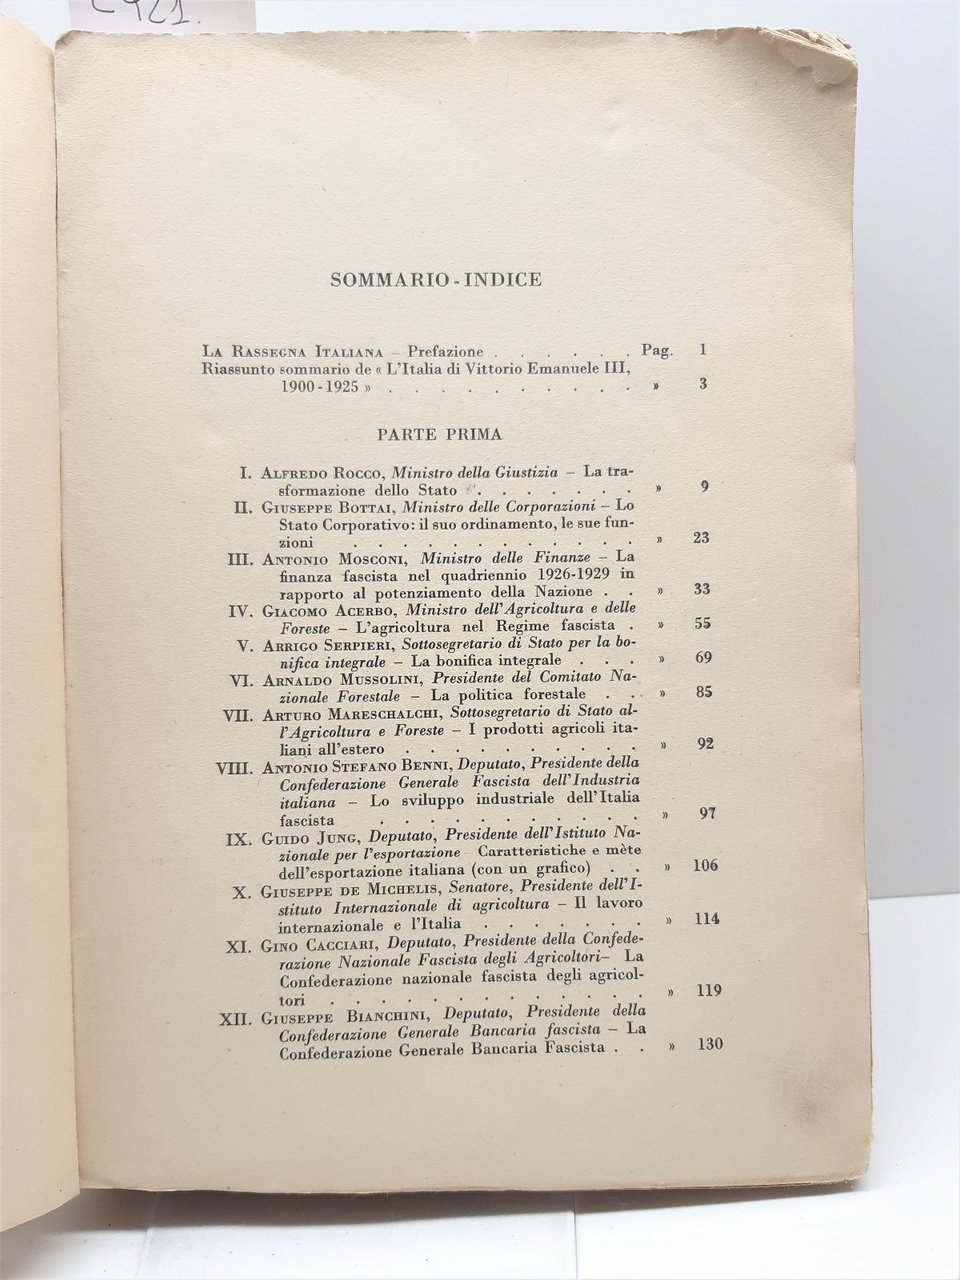 2921.
SOMMARIO - INDICE
LA RASSEGNA ITALIANA – Prefazione . . . . . . Pag. 1
Riassunto sommario de « L'Italia di Vittorio Emanuele III,
1900 - 1925 » . . . . . . . . . . » 3
PARTE PRIMA
I. ALFREDO ROCCO, Ministro della Giustizia – La tra-
sformazione dello Stato . . . . . . . » 9
II. GIUSEPPE BOTTAI, Ministro delle Corporazioni – Lo
Stato Corporativo: il suo ordinamento, le sue fun-
zioni . . . . . . . . . . . . » 23
III. ANTONIO MOSCONI, Ministro delle Finanze – La
finanza fascista nel quadriennio 1926-1929 in
rapporto al potenziamento della Nazione . . » 33
IV. GIACOMO ACERBO, Ministro dell'Agricoltura e delle
Foreste – L'agricoltura nel Regime fascista . » 55
V. ARRIGO SERPIERI, Sottosegretario di Stato per la bo-
nifica integrale – La bonifica integrale . . . » 69
VI. ARNALDO MUSSOLINI, Presidente del Comitato Na-
zionale Forestale – La politica forestale . . » 85
VII. ARTURO MARESCHALCHI, Sottosegretario di Stato al-
l'Agricoltura e Foreste – I prodotti agricoli ita-
liani all'estero . . . . . . . . . . » 92
VIII. ANTONIO STEFANO BENNI, Deputato, Presidente della
Confederazione Generale Fascista dell'Industria
italiana – Lo sviluppo industriale dell'Italia
fascista . . . . . . . . . . . » 97
IX. GUIDO JUNG, Deputato, Presidente dell'Istituto Na-
zionale per l'esportazione Caratteristiche e mète
dell'esportazione italiana (con un grafico) . . » 106
X. GIUSEPPE DE MICHELIS, Senatore, Presidente dell'I-
stituto Internazionale di agricoltura – Il lavoro
internazionale e l'Italia . . . . . . . » 114
XI. GINO CACCIARI, Deputato, Presidente della Confede-
razione Nazionale Fascista degli Agricoltori– La
Confederazione nazionale fascista degli agricol-
tori . . . . . . . . . . . . . » 119
XII. GIUSEPPE BIANCHINI, Deputato, Presidente della
Confederazione Generale Bancaria fascista – La
Confederazione Generale Bancaria Fascista . . » 130